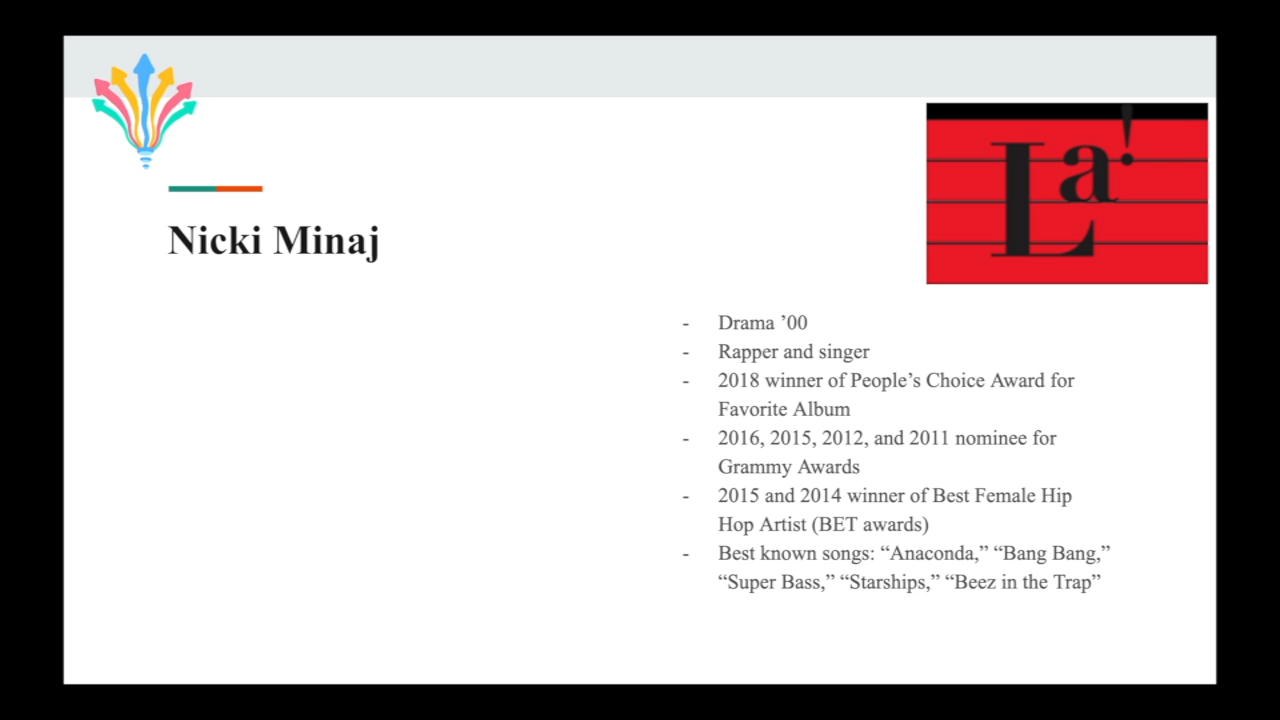 La!
Nicki Minaj
- Drama ’00
- Rapper and singer
- 2018 winner of People’s Choice Award for
Favorite Album
- 2016, 2015, 2012, and 2011 nominee for
Grammy Awards
- 2015 and 2014 winner of Best Female Hip
Hop Artist (BET awards)
- Best known songs: “Anaconda,” “Bang Bang,”
“Super Bass,” “Starships,” “Beez in the Trap”